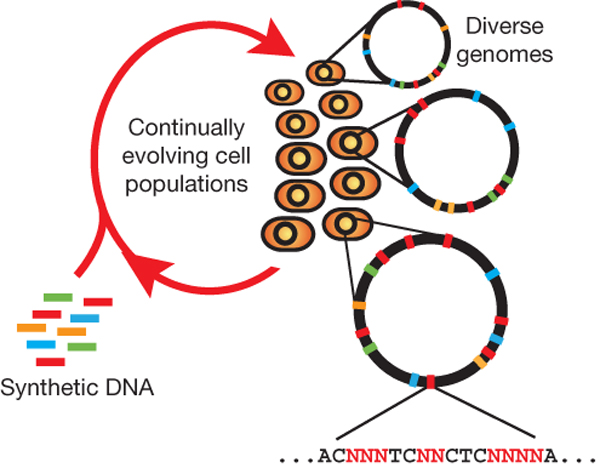 Diverse
genomes
Continually
evolving cell
populations
Synthetic DNA
...ACNNNTCNNCTCNNNNA...